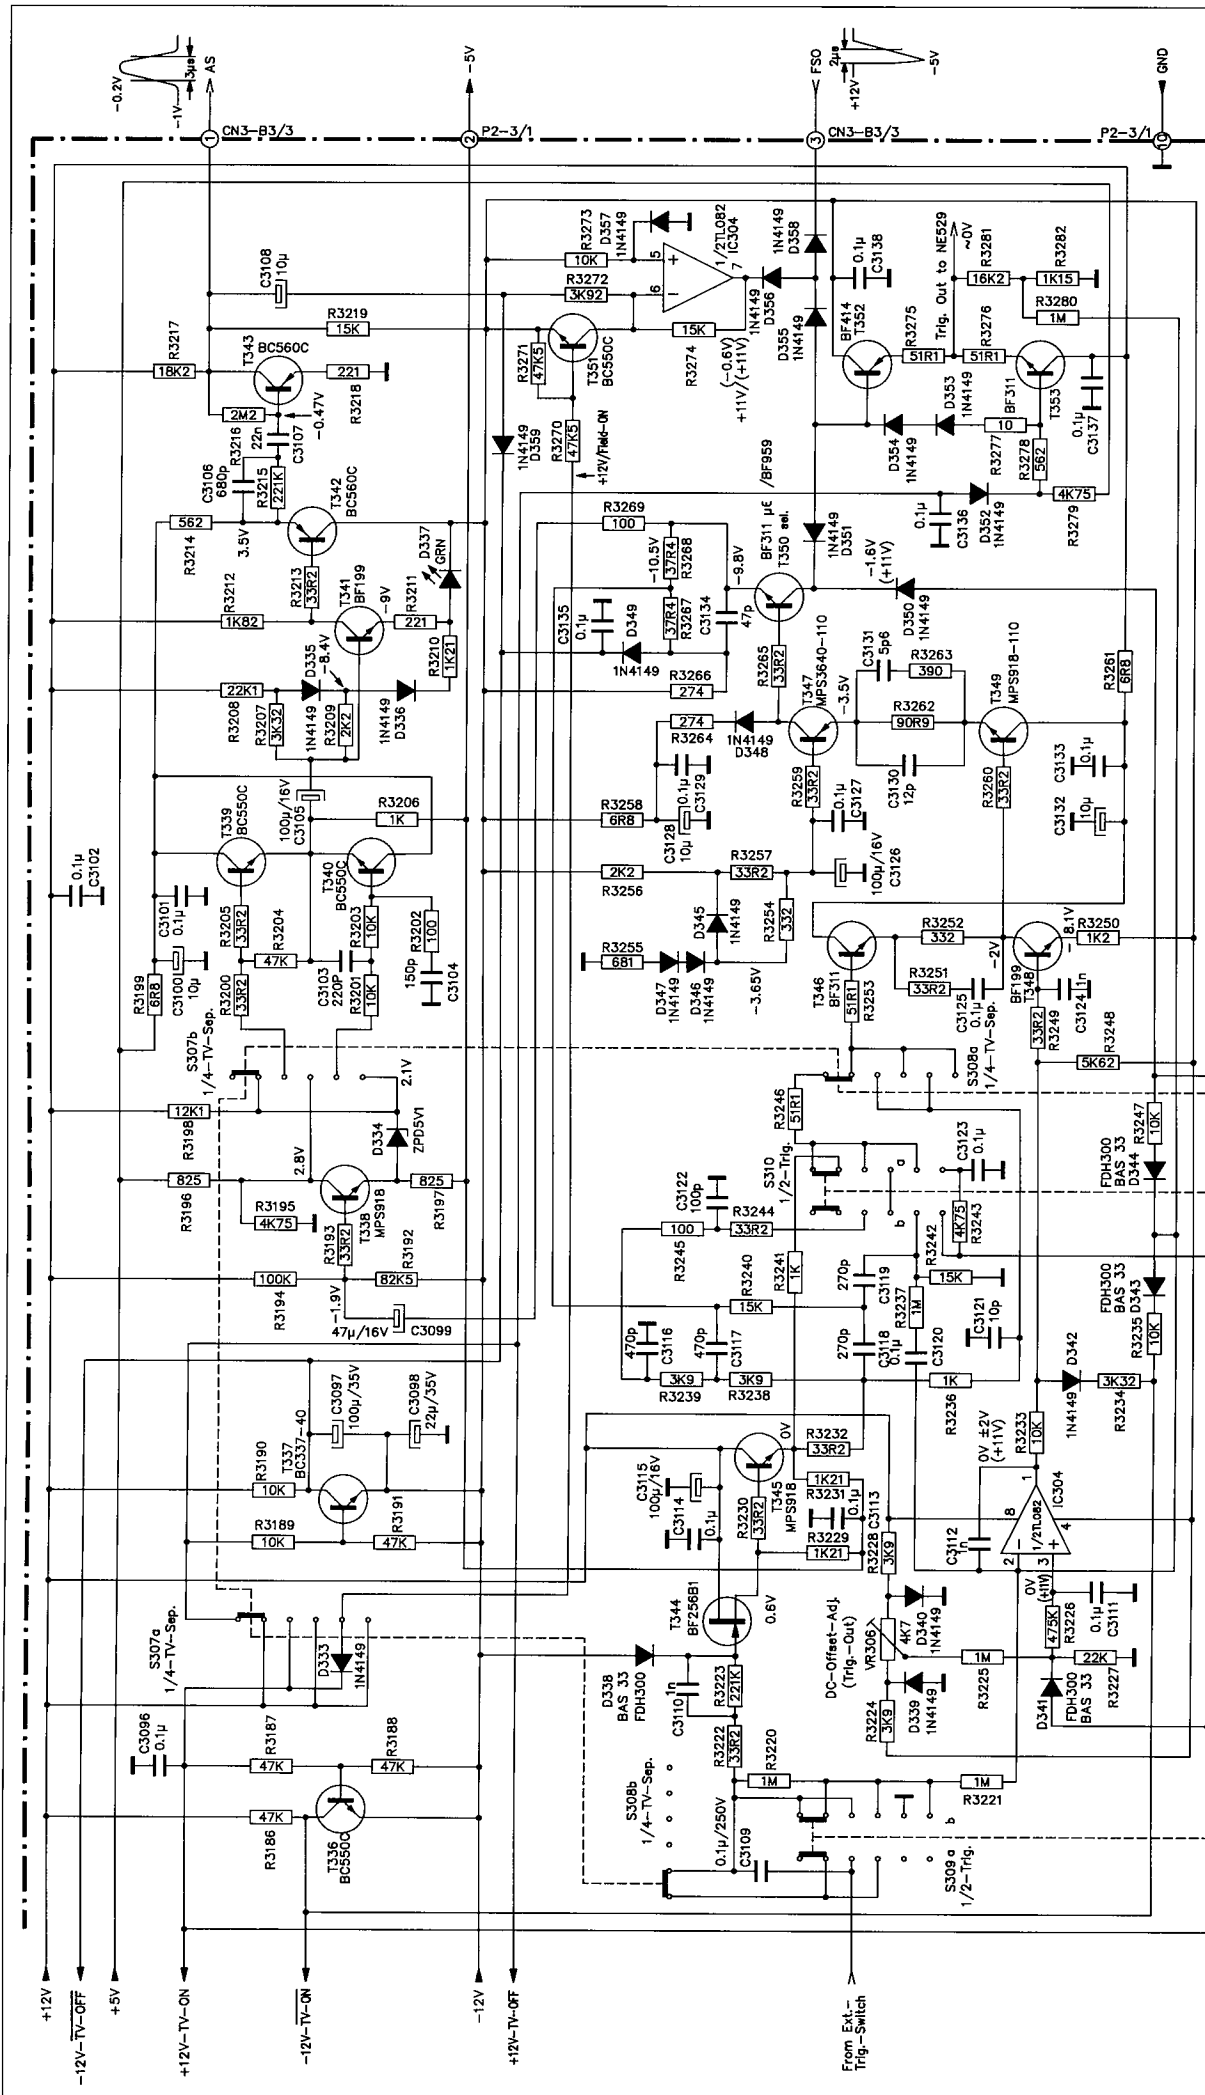 -0.2V
-1V
3µs
AS
1
CN3-B3/3
-5V
2
P2-3/1
FSO
3
CN3-B3/3
+12V
2µs
-5V
GND
10
P2-3/1
R3217
18K2
C3108
10µ
T343
BC560C
R3219
15K
221
R3218
2M2
R3216
22n
C3107
-0.47V
C3106
680p
R3215
221K
T342
BC560C
562
R3214
3.5V
R3212
1K82
R3213
33R2
T341
BF199
-9V
R3211
221
D337
GRN
R3210
1K21
D335
-8.4V
22K1
R3208
R3207
3K32
1N4149
R3209
2K2
1N4149
D336
T339
BC550C
100µ/16V
C3105
R3206
1K
T340
BC550C
0.1µ
C3102
C3101
0.1µ
R3205
33R2
R3204
47K
R3203
10K
R3202
100
150p
C3104
R3199
6R8
C3100
10µ
R3200
33R2
C3103
220P
R3201
10K
S307b
1/4-TV-Sep.
2.1V
12K1
R3198
D334
ZPD5V1
825
R3196
2.8V
R3195
4K75
T338
MPS918
825
R3197
R3193
33R2
R3192
82K5
100K
R3194
-1.9V
47µ/16V
C3099
C3097
100µ/35V
C3098
22µ/35V
R3190
10K
T337
BC337-40
R3189
10K
R3191
47K
S307a
1/4-TV-Sep.
D333
1N4149
C3096
0.1µ
R3187
47K
R3188
47K
47K
R3186
T336
BC550C
+12V
-12V-TV-OFF
+5V
+12V-TV-ON
-12V-TV-ON
-12V
+12V-TV-OFF
From Ext.-
Trig.-Switch
R3273
10K
D357
1N4149
1/2TL082
IC304
R3272
3K92
5
6
7
1N4149
D358
1N4149
D356
0.1µ
C3138
R3271
47K5
T351
BC550C
15K
R3274
(-0.6V)
+11V/(+11V)
D355
1N4149
1N4149
D359
R3270
47K5
+12V/Field-ON
BF414
T352
R3275
51R1
Trig. Out to NE529
~0V
R3281
16K2
R3282
1K15
R3276
51R1
R3280
1M
D353
1N4149
D354
1N4149
BF311
T353
0.1µ
C3137
10
R3277
R3278
562
4K75
R3279
0.1µ
C3136
D352
1N4149
R3269
100
-10.5V
37R4
R3268
BF311
/BF959
T350 sel.
-9.8V
D351
1N4149
37R4
R3267
C3134
47p
-1.6V
(+11V)
C3135
0.1µ
D349
1N4149
D350
1N4149
R3266
274
R3265
33R2
C3131
5p6
R3263
390
R3261
6R8
T347
MPS3640-110
-3.5V
T349
MPS918-110
274
R3264
1N4149
D348
R3262
90R9
R3258
6R8
0.1µ
C3129
R3259
33R2
0.1µ
C3127
C3130
12p
R3260
33R2
C3133
0.1µ
C3128
10µ
C3132
10µ
2K2
R3256
R3257
33R2
100µ/16V
C3126
D345
1N4149
R3254
332
R3255
681
D347
1N4149
D346
1N4149
-3.65V
R3252
332
T346
BF311
R3251
33R2
-2V
-8.1V
R3250
1K2
BF199
T348
C3125
0.1µ
C3124
1n
51R1
R3253
S308a
1/4-TV-Sep.
33R2
R3249
R3248
5K62
R3246
51R1
S310
1/2-Trig.
C3123
0.1µ
R3247
10K
FDH300
BAS 33
D344
C3122
100p
R3244
33R2
a
b
100
R3245
4K75
R3243
R3242
15K
R3241
1K
270p
C3119
R3240
15K
R3237
1M
FDH300
BAS 33
D343
C3121
10p
470p
C3116
470p
C3117
270p
C3118
0.1µ
C3120
R3235
10K
3K9
R3239
3K9
R3238
1K
R3236
D342
1N4149
3K32
R3234
R3233
10K
0V ±2V
(+11V)
0V
R3232
33R2
C3115
100µ/16V
1K21
R3231
0.1µ
C3113
C3114
0.1µ
R3230
33R2
T345
MPS918
R3229
1K21
R3228
3K9
1
IC304
8
1/2TL082
4
2
3
C3112
1n
T344
BF256B1
0.6V
0V
(+11V)
DC-Offset-Adj.
(Trig.-Out)
VR306
4K7
D340
1N4149
475K
R3226
0.1µ
C3111
D338
BAS 33
FDH300
C3110
1n
R3223
221K
R3224
3K9
D339
1N4149
1M
R3225
D341
FDH300
BAS 33
22K
R3227
R3222
33R2
R3220
1M
1M
R3221
S308b
1/4-TV-Sep.
0.1µ/250V
C3109
S309
a
b
1/2-Trig.